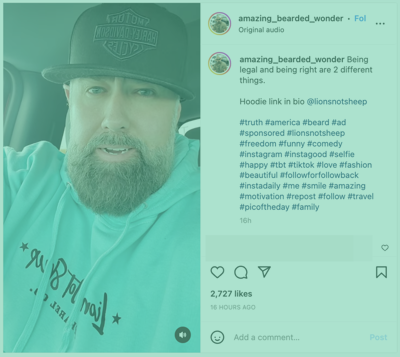 amazing_bearded_wonder • Fol
Original audio
amazing_bearded_wonder Being
legal and being right are 2 different
things.
Hoodie link in bio @lionsnotsheep
#truth #america #beard #ad
#sponsored #lionsnotsheep
#freedom #funny #comedy
#instagram #instagood #selfie
#happy #tbt #tiktok #love #fashion
#beautiful #followforfollowback
#instadaily #me #smile #amazing
#motivation #repost #follow #travel
#picoftheday #family
16h
2,727 likes
16 HOURS AGO
Add a comment...
Post